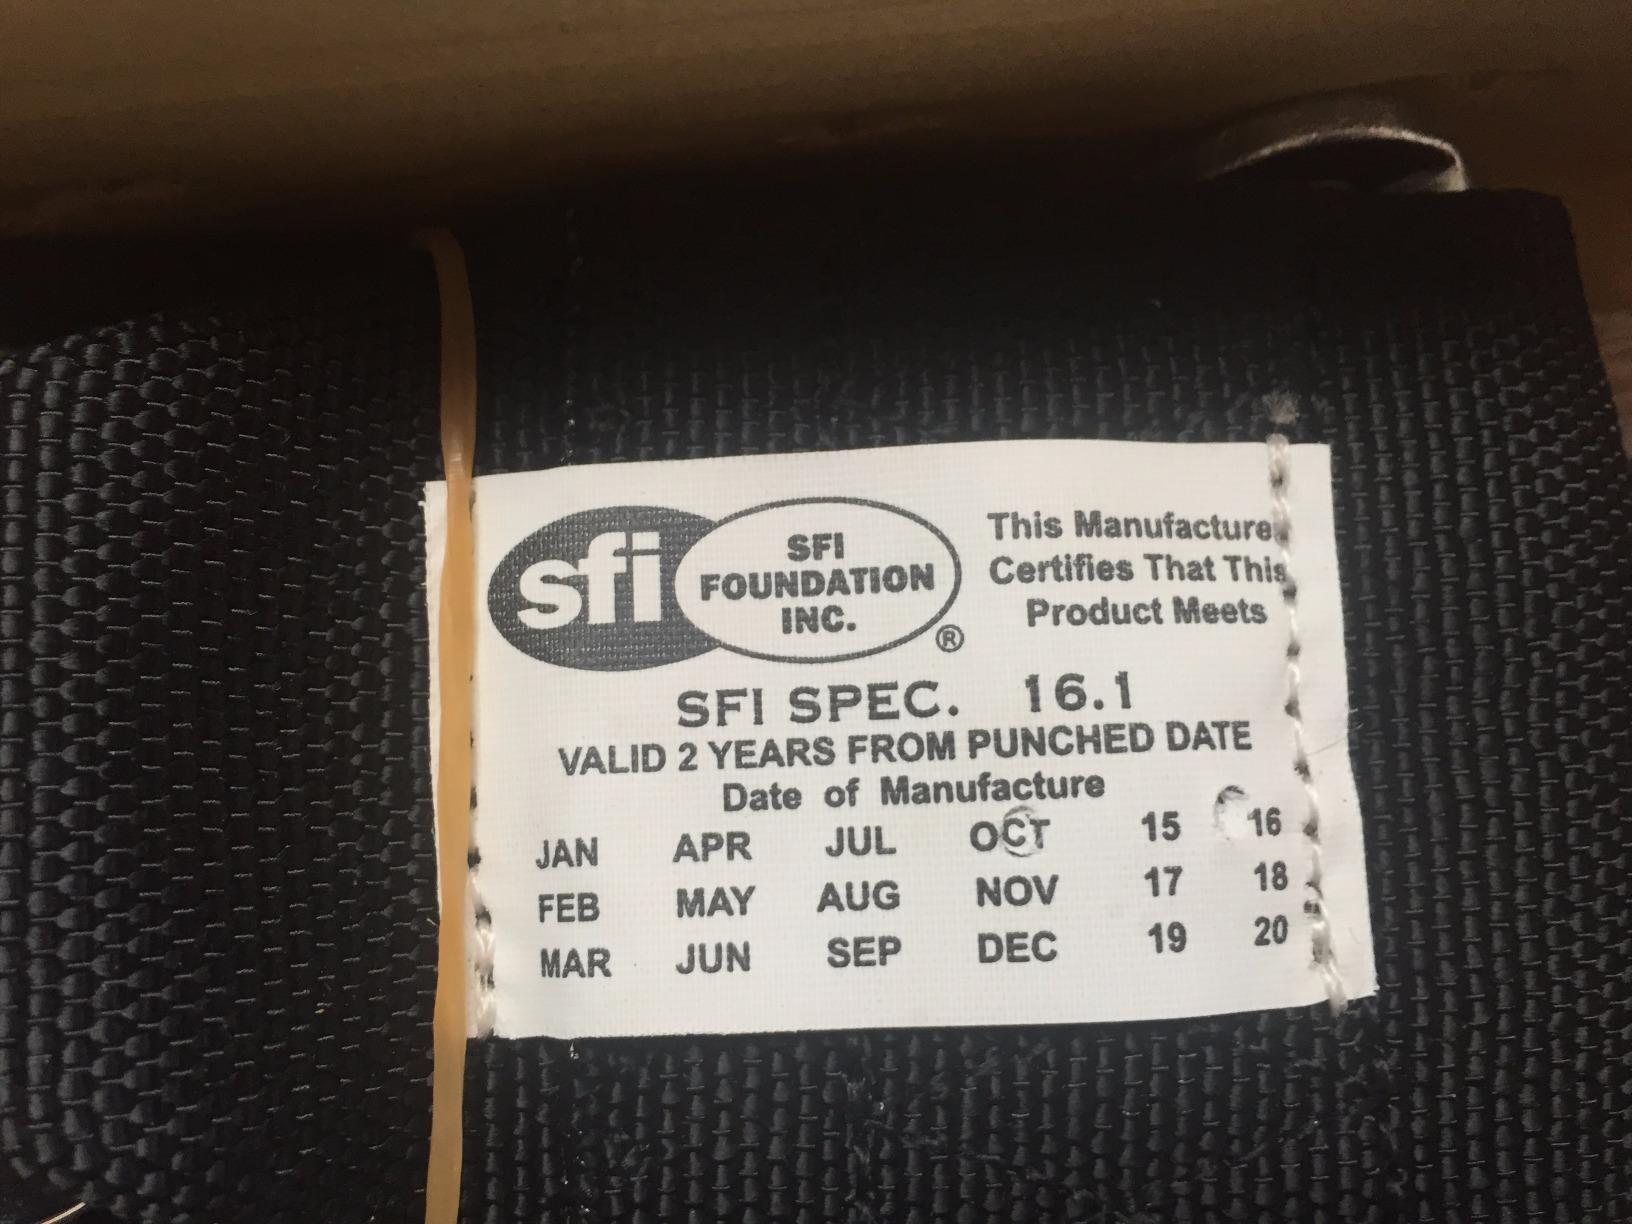 sfi
SFI
FOUNDATION
INC.
®
This Manufacture
Certifies That This
Product Meets
SFI SPEC. 16.1
VALID 2 YEARS FROM PUNCHED DATE
Date of Manufacture
JAN APR JUL OCT 15 16
FEB MAY AUG NOV 17 18
MAR JUN SEP DEC 19 20